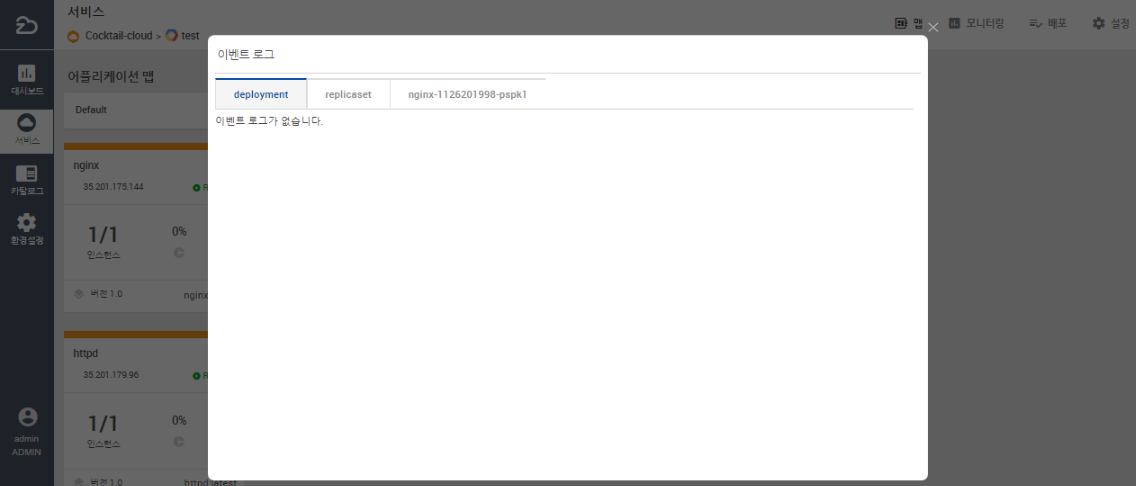 서비스
Cocktail-cloud > test
맵
모니터링
배포
설정
대시보드
서비스
카탈로그
환경설정
admin
ADMIN
어플리케이션 맵
Default
nginx
35.201.175.144
R
1/1
인스턴스
0%
버전 1.0
nginx
httpd
35.201.179.96
R
1/1
인스턴스
0%
버전 1.0
httpd latest
이벤트 로그
deployment
replicaset
nginx-1126201998-pspk1
이벤트 로그가 없습니다.